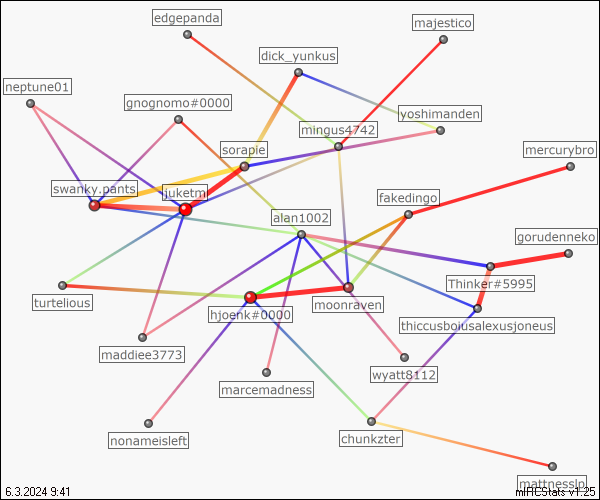 edgepanda
majestico
dick_yunkus
neptune01
gnognomo#0000
yoshimanden
mingus4742
sorapie
mercurybro
swanky.pants
juketm
fakedingo
alan1002
gorudenneko
Thinker#5995
turtelious
moonraven
hjoenk#0000
thiccusboiusalexusjoneus
maddiee3773
wyatt8112
marcemadness
nonameisleft
chunkzter
mattnesslp
6.3.2024 9:41
mIRCStats v1.25